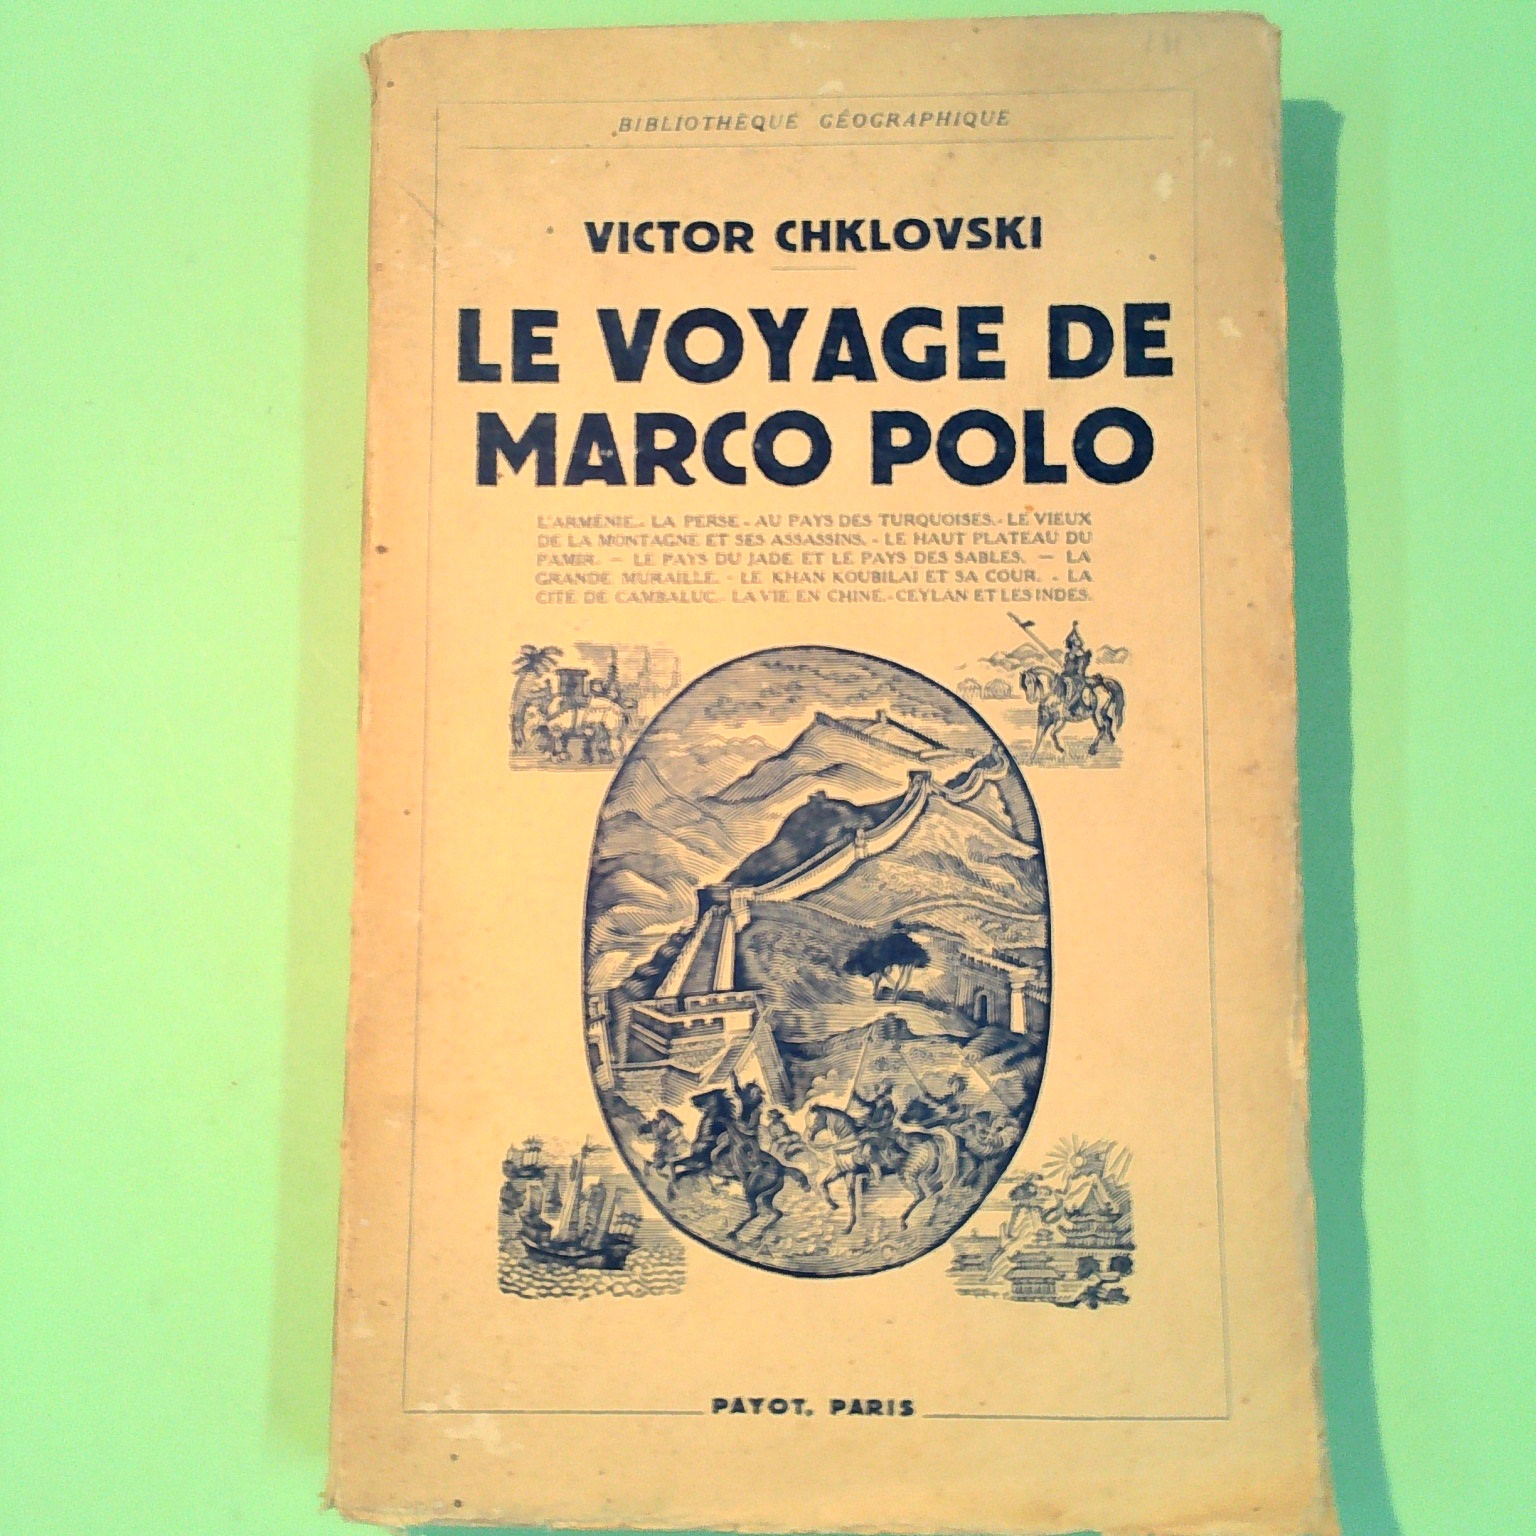 BIBLIOTHÈQUE GÉOGRAPHIQUE
VICTOR CHKLOVSKI
LE VOYAGE DE
MARCO POLO
L'ARMÉNIE. - LA PERSE - AU PAYS DES TURQUOISES. - LE VIEUX
DE LA MONTAGNE ET SES ASSASSINS. - LE HAUT PLATEAU DU
PAMIR. — LE PAYS DU JADE ET LE PAYS DES SABLES. — LA
GRANDE MURAILLE. - LE KHAN KOUBILAÏ ET SA COUR. - LA
CITÉ DE CAMBALUC. - LA VIE EN CHINE. - CEYLAN ET LES INDES.
PAYOT, PARIS